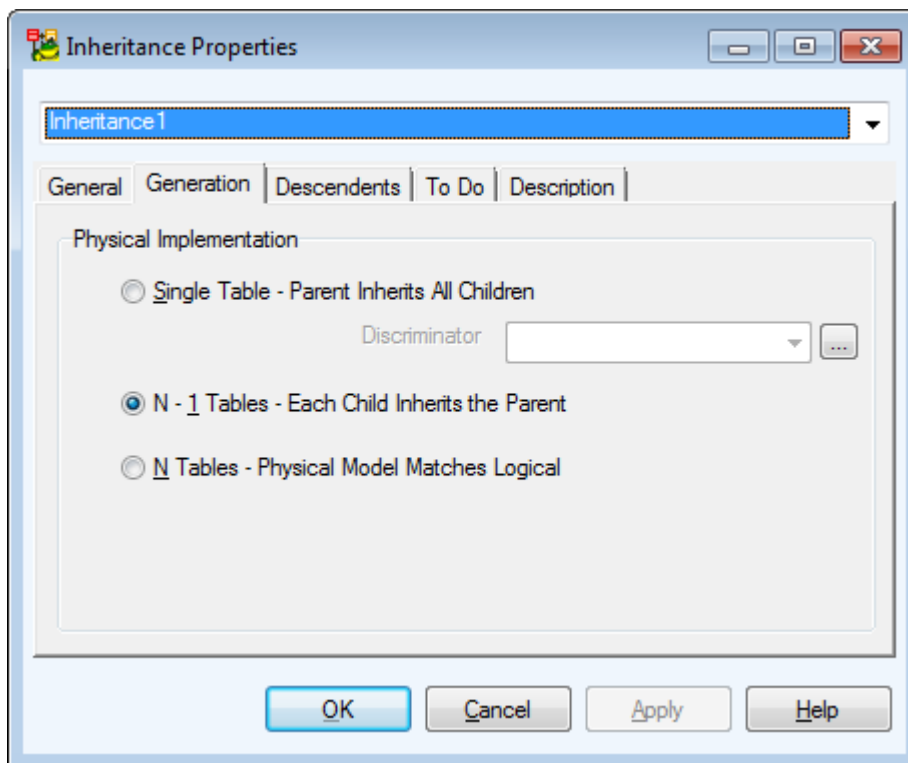 Inheritance Properties
Inheritance1
General Generation Descendents To Do Description
Physical Implementation
Single Table - Parent Inherits All Children
Discriminator ...
N - 1 Tables - Each Child Inherits the Parent
N Tables - Physical Model Matches Logical
OK Cancel Apply Help